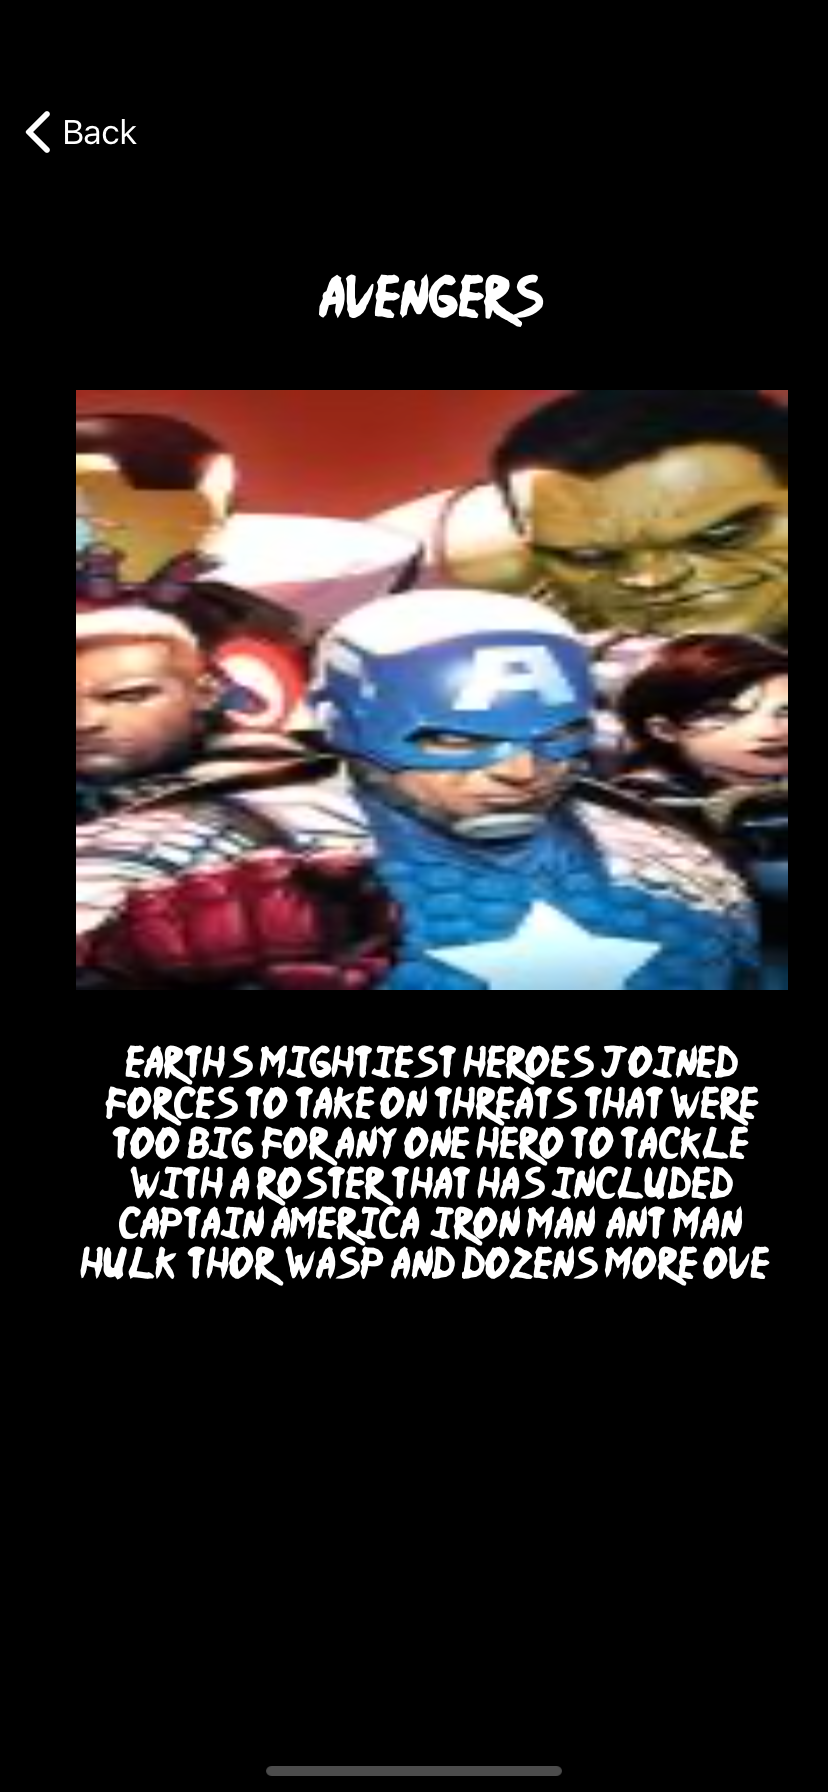 Back
AVENGERS
A
EARTH S MIGHTIEST HEROES JOINED
FORCES TO TAKE ON THREATS THAT WERE
TOO BIG FOR ANY ONE HERO TO TACKLE
WITH A ROSTER THAT HAS INCLUDED
CAPTAIN AMERICA IRON MAN ANT MAN
HULK THOR WASP AND DOZENS MORE OVE